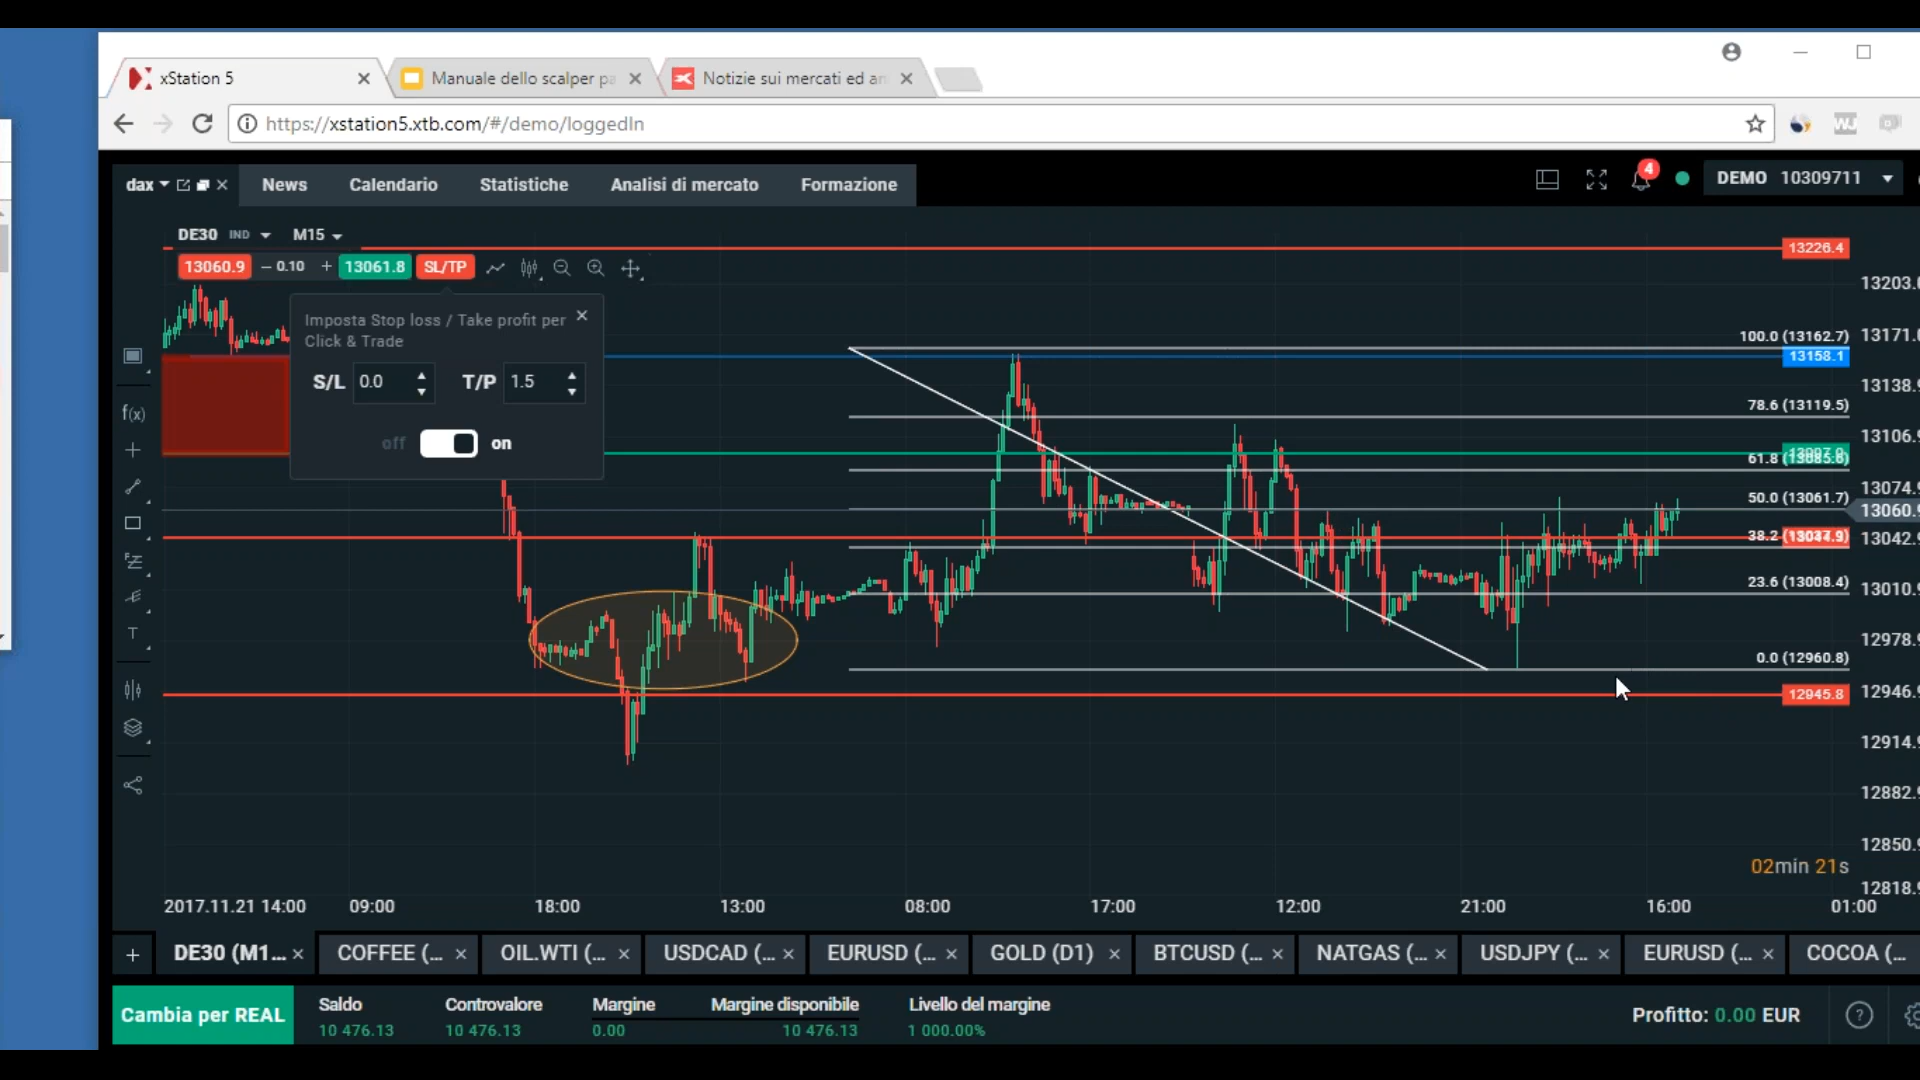 xStation 5
Manuale dello scalper pa
Notizie sui mercati ed an
https://xstation5.xtb.com/#/demo/loggedIn
dax
News
Calendario
Statistiche
Analisi di mercato
Formazione
4
DEMO 10309711
DE30 IND M15
13060.9 – 0.10 + 13061.8 SL/TP
Imposta Stop loss / Take profit per
Click & Trade
S/L 0.0 T/P 1.5
off on
f(x)
T
13226.4
100.0 (13162.7)
13158.1
78.6 (13119.5)
61.8
50.0 (13061.7)
38.2
23.6 (13008.4)
0.0 (12960.8)
12945.8
13203.
13171.
13138.
13106.
13074.
13060.
13042.
13010.
12978.
12946.
12914.
12882.
12850.
12818.
02min 21s
2017.11.21 14:00 09:00 18:00 13:00 08:00 17:00 12:00 21:00 16:00 01:00
+ DE30 (M1... COFFEE (... OIL.WTI (... USDCAD (... EURUSD (... GOLD (D1) BTCUSD (... NATGAS (... USDJPY (... EURUSD (... COCOA (...
Cambia per REAL
Saldo
10 476.13
Controvalore
10 476.13
Margine
0.00
Margine disponibile
10 476.13
Livello del margine
1 000.00%
Profitto: 0.00 EUR
?